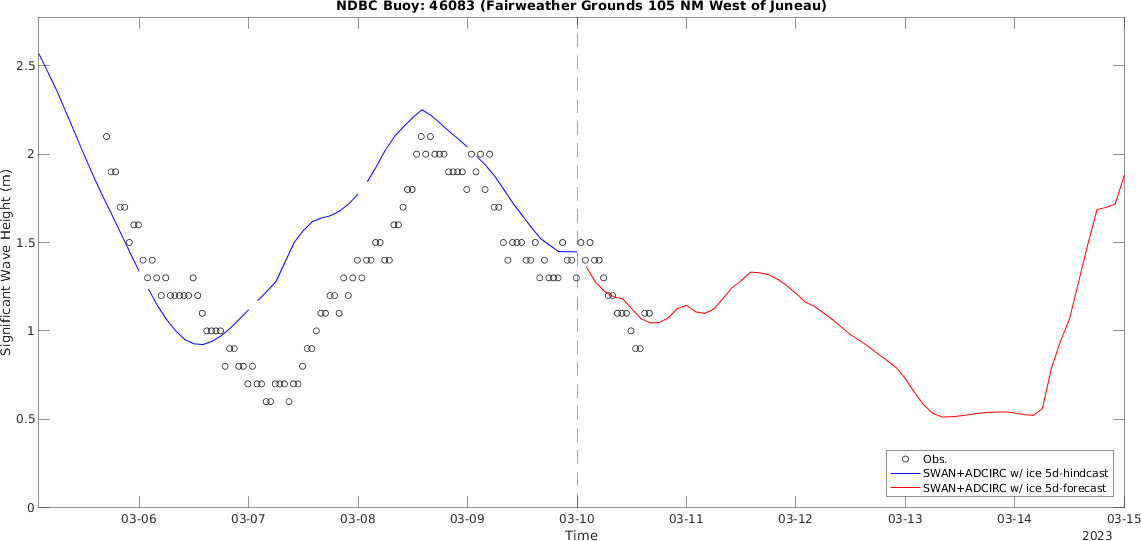 NDBC Buoy: 46083 (Fairweather Grounds 105 NM West of Juneau)
Significant Wave Height (m)
2.5
2
1.5
1
0.5
0
Obs.
SWAN+ADCIRC w/ ice 5d-hindcast
SWAN+ADCIRC w/ ice 5d-forecast
03-06 03-07 03-08 03-09 03-10 03-11 03-12 03-13 03-14 03-15
Time
2023